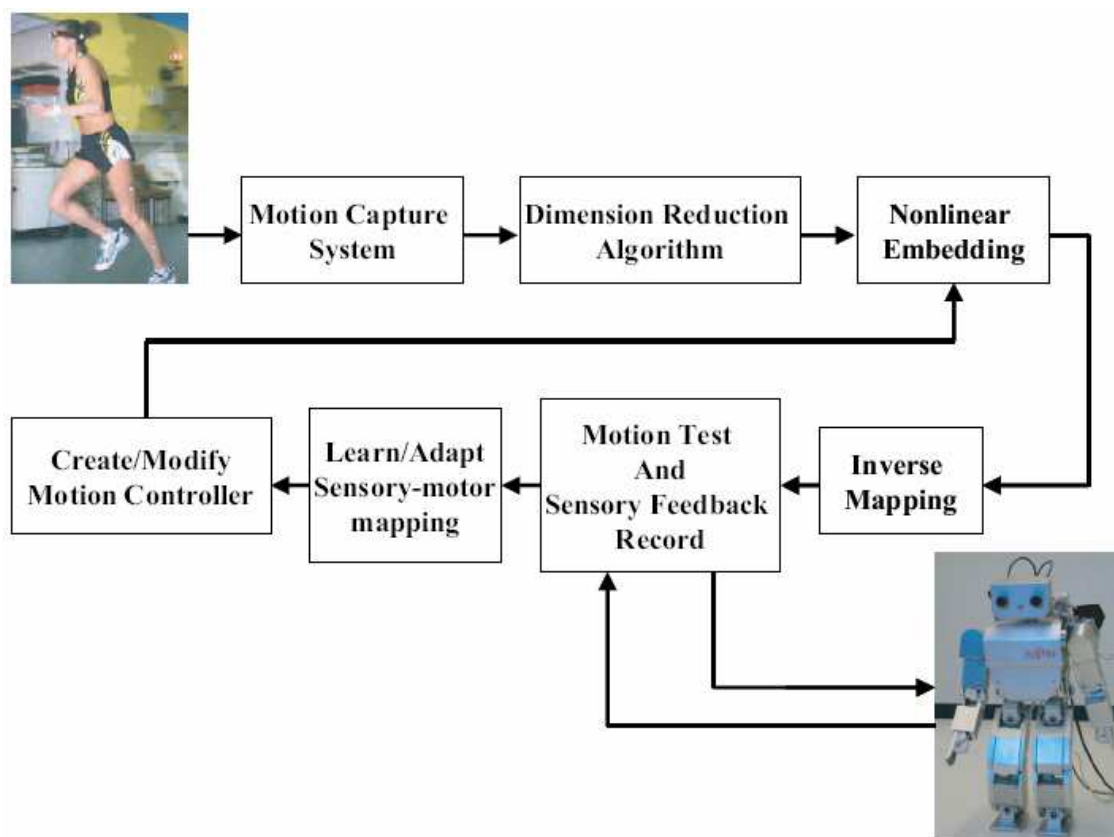 Motion Capture
System
Dimension Reduction
Algorithm
Nonlinear
Embedding
Create/Modify
Motion Controller
Learn/Adapt
Sensory-motor
mapping
Motion Test
And
Sensory Feedback
Record
Inverse
Mapping